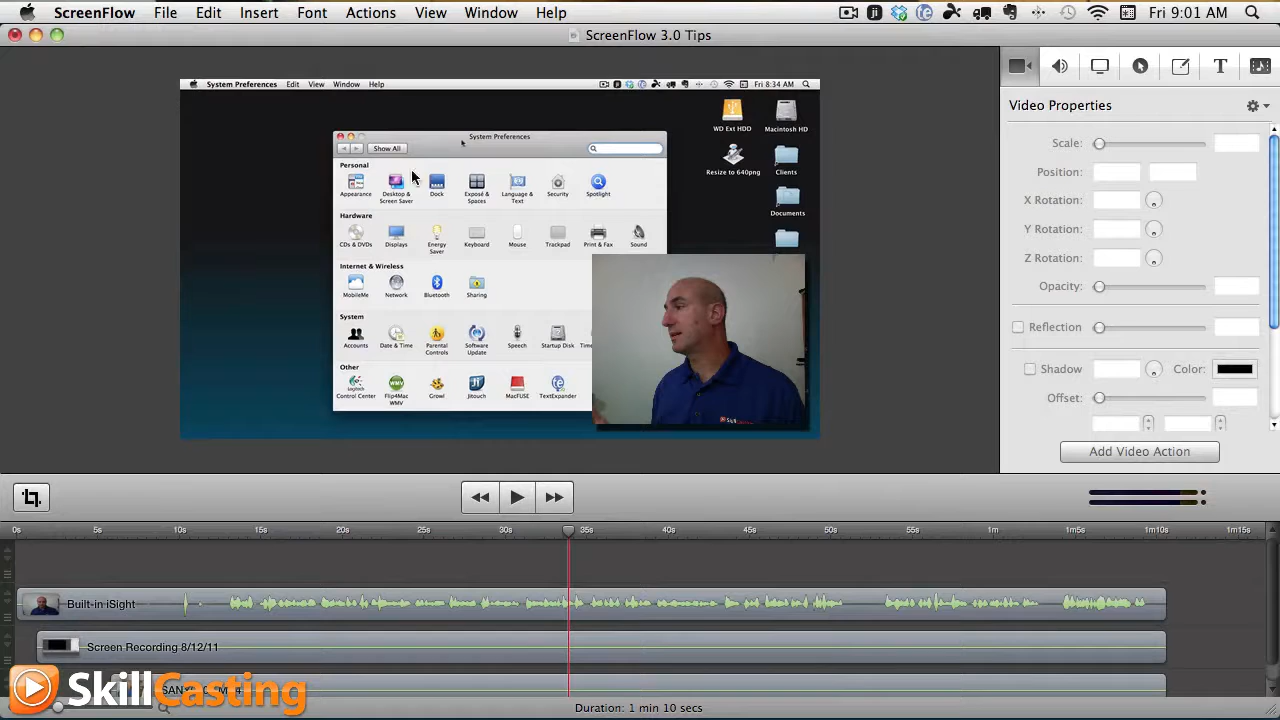 ScreenFlow File Edit Insert Font Actions View Window Help Fri 9:01 AM
ScreenFlow 3.0 Tips
System Preferences Edit View Window Help Fri 8:34 AM
System Preferences
Show All
Personal
Appearance Desktop & Screen Saver Dock Exposé & Spaces Language & Text Security Spotlight
Hardware
CDs & DVDs Displays Energy Saver Keyboard Mouse Trackpad Print & Fax Sound
Internet & Wireless
MobileMe Network Bluetooth Sharing
System
Accounts Date & Time Parental Controls Software Update Speech Startup Disk
Other
Logitech Control Center Flip4Mac WMV Growl Jitouch MacFUSE TextExpander
WD Ext HDD Macintosh HD
Resize to 640png Clients
Documents
Video Properties
Scale:
Position:
X Rotation:
Y Rotation:
Z Rotation:
Opacity:
Reflection
Shadow Color:
Offset:
Add Video Action
0s 5s 10s 15s 20s 25s 30s 35s 40s 45s 50s 55s 1m 1m5s 1m10s 1m15s
Built-in iSight
Screen Recording 8/12/11
SkillCasting
Duration: 1 min 10 secs